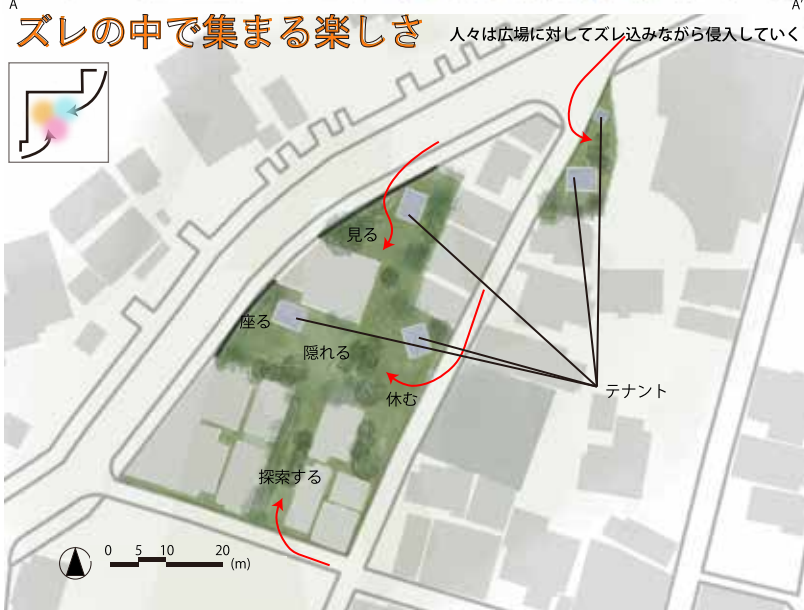 A
A'
ズレの中で集まる楽しさ
人々は広場に対してズレ込みながら侵入していく
見る
座る
隠れる
休む
テナント
探索する
0 5 10 20 (m)